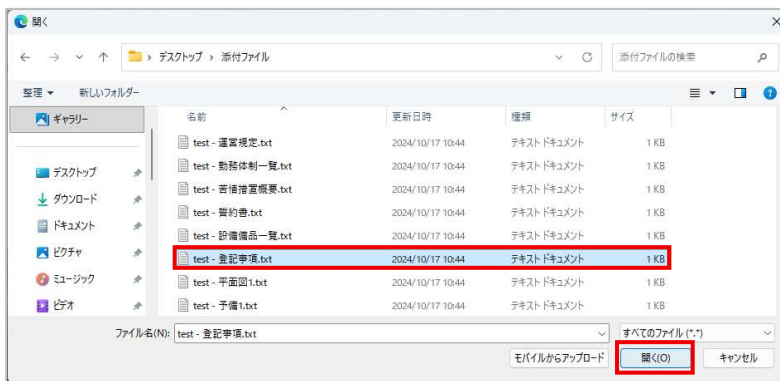 開く
デスクトップ › 添付ファイル
添付ファイルの検索
整理 新しいフォルダー
ギャラリー
デスクトップ
ダウンロード
ドキュメント
ピクチャ
ミュージック
ビデオ
名前 更新日時 種類 サイズ
test - 運営規定.txt 2024/10/17 10:44 テキスト ドキュメント 1 KB
test - 勤務体制一覧.txt 2024/10/17 10:44 テキスト ドキュメント 1 KB
test - 苦情措置概要.txt 2024/10/17 10:44 テキスト ドキュメント 1 KB
test - 誓約書.txt 2024/10/17 10:44 テキスト ドキュメント 1 KB
test - 設備備品一覧.txt 2024/10/17 10:44 テキスト ドキュメント 1 KB
test - 登記事項.txt 2024/10/17 10:44 テキスト ドキュメント 1 KB
test - 平面図1.txt 2024/10/17 10:44 テキスト ドキュメント 1 KB
test - 予備1.txt 2024/10/17 10:44 テキスト ドキュメント 1 KB
ファイル名(N): test - 登記事項.txt すべてのファイル (*.*)
モバイルからアップロード 開く(O) キャンセル